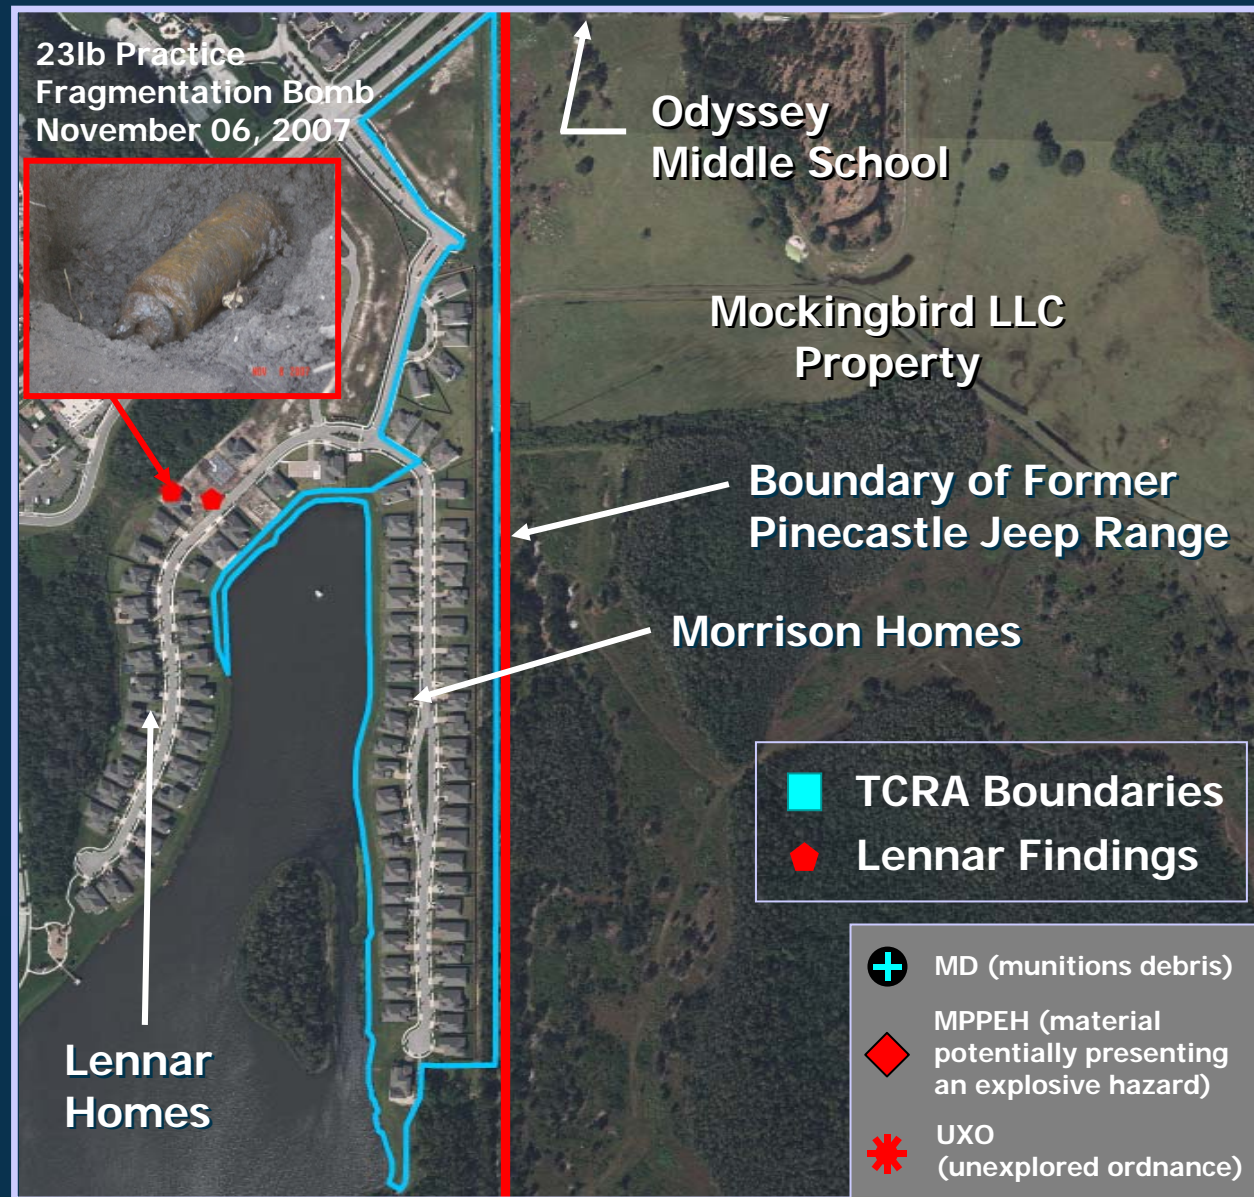 23lb Practice
Fragmentation Bomb
November 06, 2007
Odyssey
Middle School
Mockingbird LLC
Property
Boundary of Former
Pinecastle Jeep Range
Morrison Homes
TCRA Boundaries
Lennar Findings
MD (munitions debris)
MPPEH (material
potentially presenting
an explosive hazard)
UXO
(unexplored ordnance)
Lennar
Homes